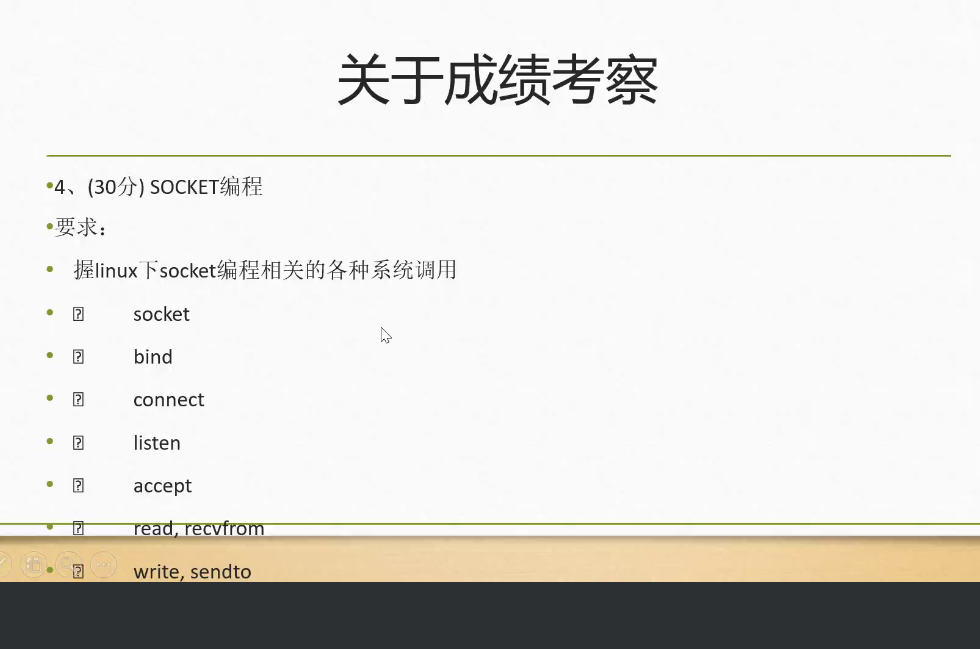 关于成绩考察
•4、(30分) SOCKET编程
•要求：
• 握linux下socket编程相关的各种系统调用
• socket
• bind
• connect
• listen
• accept
• read, recvfrom
• write, sendto